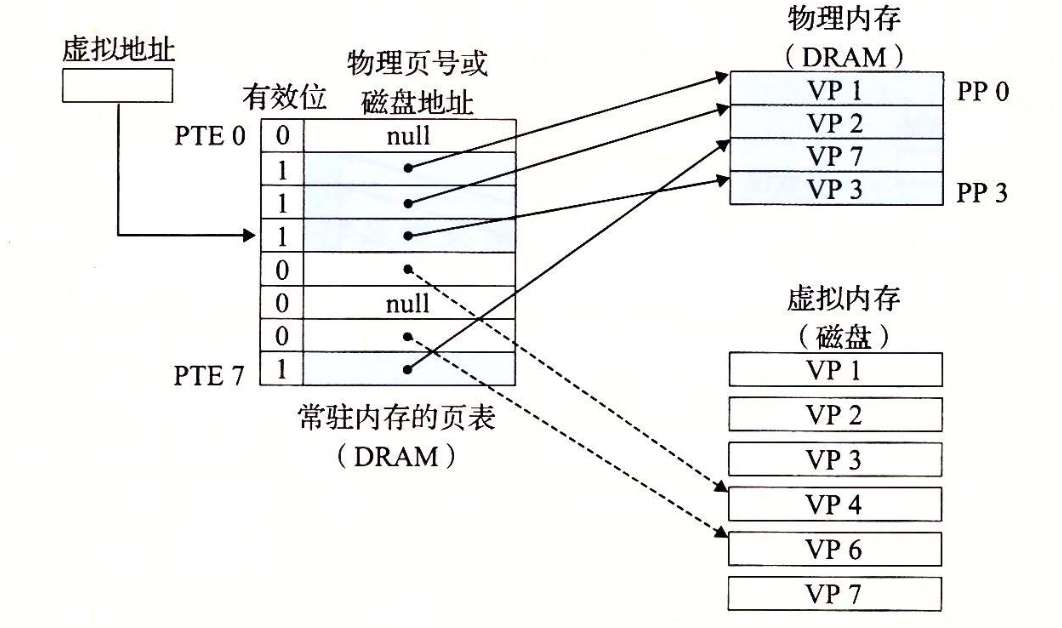 虚拟地址
有效位
物理页号或
磁盘地址
PTE 0
0
null
1
1
1
0
0
null
0
PTE 7
1
常驻内存的页表
（DRAM）
物理内存
（DRAM）
VP 1
PP 0
VP 2
VP 7
VP 3
PP 3
虚拟内存
（磁盘）
VP 1
VP 2
VP 3
VP 4
VP 6
VP 7